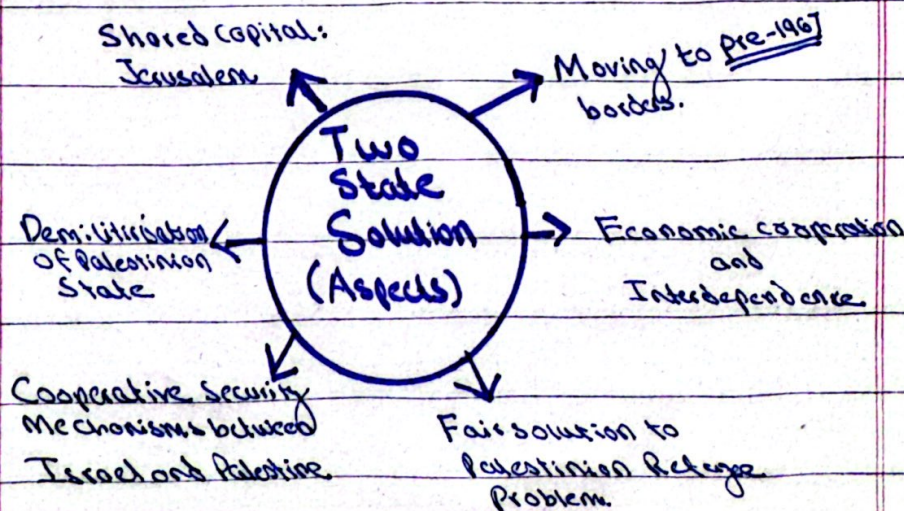 Shared Capital:
Jerusalem
Moving to pre-1967
borders.
Two
State
Solution
(Aspects)
Demilitirisation
Of Palestinian
State
Economic cooperation
and
Interdependence
Cooperative security
Mechanisms between
Israel and Palestine.
Fair solution to
Palestinian Refugee
Problem.